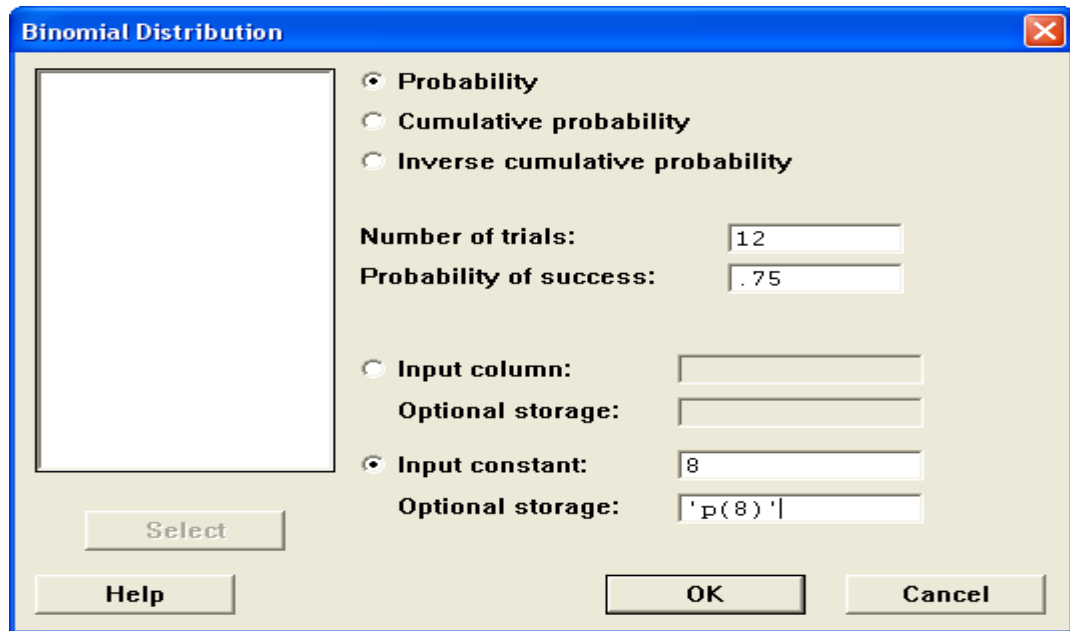 Binomial Distribution
Probability
Cumulative probability
Inverse cumulative probability
Number of trials: 12
Probability of success: .75
Input column:
Optional storage:
Input constant: 8
Optional storage: 'p(8)'
Select
Help OK Cancel